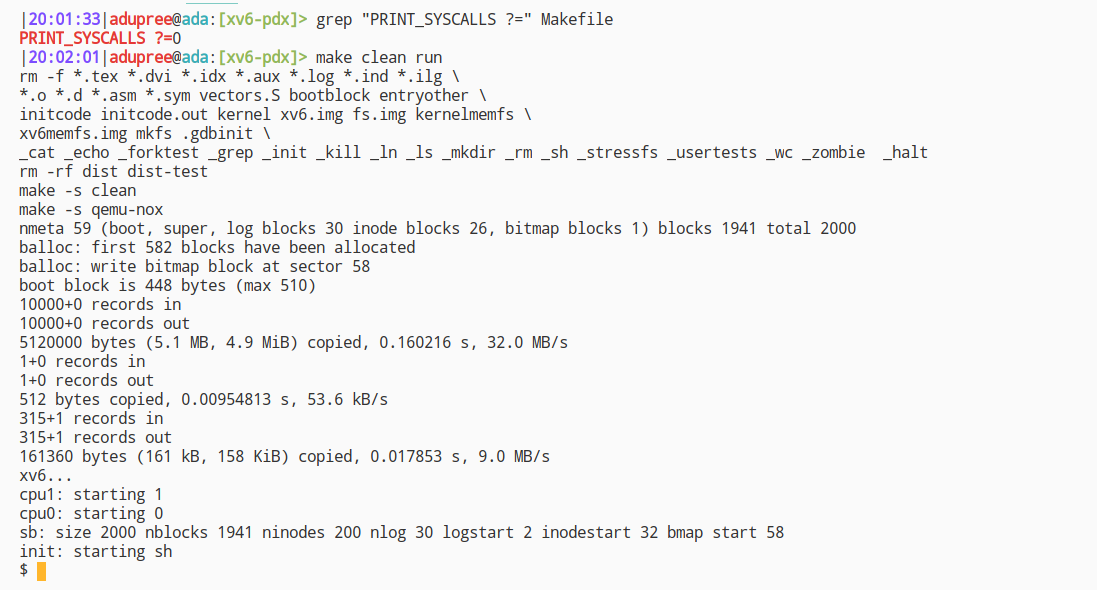 |20:01:33|adupree@ada:[xv6-pdx]> grep "PRINT_SYSCALLS ?=" Makefile
PRINT_SYSCALLS ?=0
|20:02:01|adupree@ada:[xv6-pdx]> make clean run
rm -f *.tex *.dvi *.idx *.aux *.log *.ind *.ilg \
*.o *.d *.asm *.sym vectors.S bootblock entryother \
initcode initcode.out kernel xv6.img fs.img kernelmemfs \
xv6memfs.img mkfs .gdbinit \
_cat _echo _forktest _grep _init _kill _ln _ls _mkdir _rm _sh _stressfs _usertests _wc _zombie  _halt
rm -rf dist dist-test
make -s clean
make -s qemu-nox
nmeta 59 (boot, super, log blocks 30 inode blocks 26, bitmap blocks 1) blocks 1941 total 2000
balloc: first 582 blocks have been allocated
balloc: write bitmap block at sector 58
boot block is 448 bytes (max 510)
10000+0 records in
10000+0 records out
5120000 bytes (5.1 MB, 4.9 MiB) copied, 0.160216 s, 32.0 MB/s
1+0 records in
1+0 records out
512 bytes copied, 0.00954813 s, 53.6 kB/s
315+1 records in
315+1 records out
161360 bytes (161 kB, 158 KiB) copied, 0.017853 s, 9.0 MB/s
xv6...
cpu1: starting 1
cpu0: starting 0
sb: size 2000 nblocks 1941 ninodes 200 nlog 30 logstart 2 inodestart 32 bmap start 58
init: starting sh
$